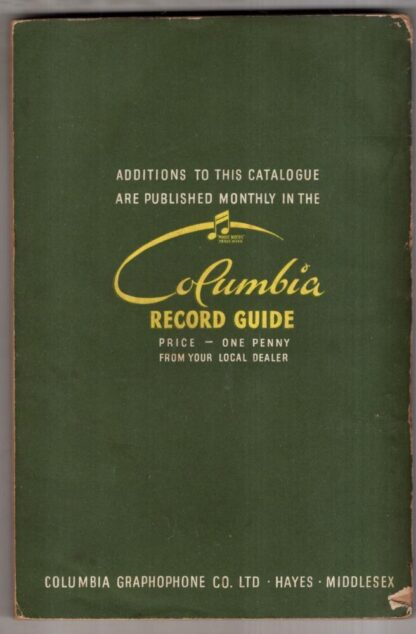 ADDITIONS TO THIS CATALOGUE
ARE PUBLISHED MONTHLY IN THE
Columbia
RECORD GUIDE
PRICE — ONE PENNY
FROM YOUR LOCAL DEALER
COLUMBIA GRAPHOPHONE CO. LTD · HAYES · MIDDLESEX